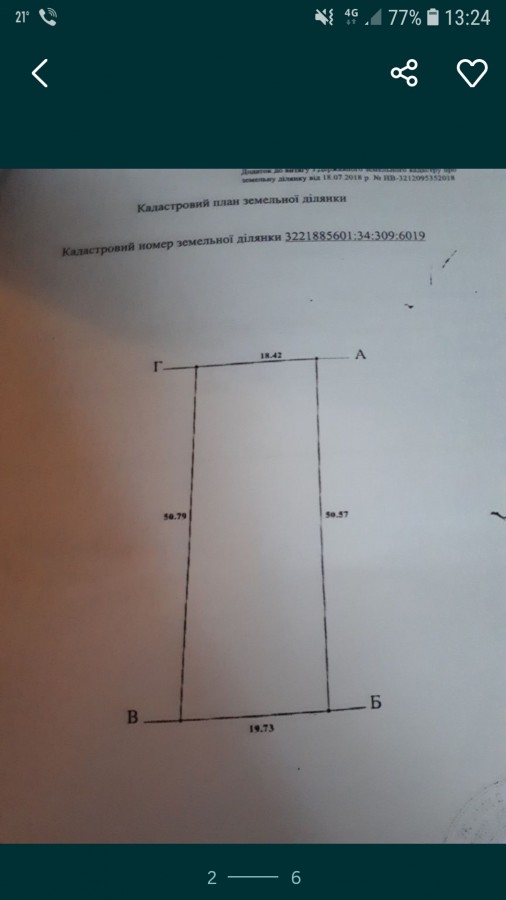 21°
4G
77%
13:24
Додаток до витягу з Державного земельного кадастру про
земельну ділянку від 18.07.2018 р. № НВ-3212095352018
Кадастровий план земельної ділянки
Кадастровий номер земельної ділянки 3221885601:34:309:6019
Г
18.42
А
50.79
50.57
В
Б
19.73
2
6